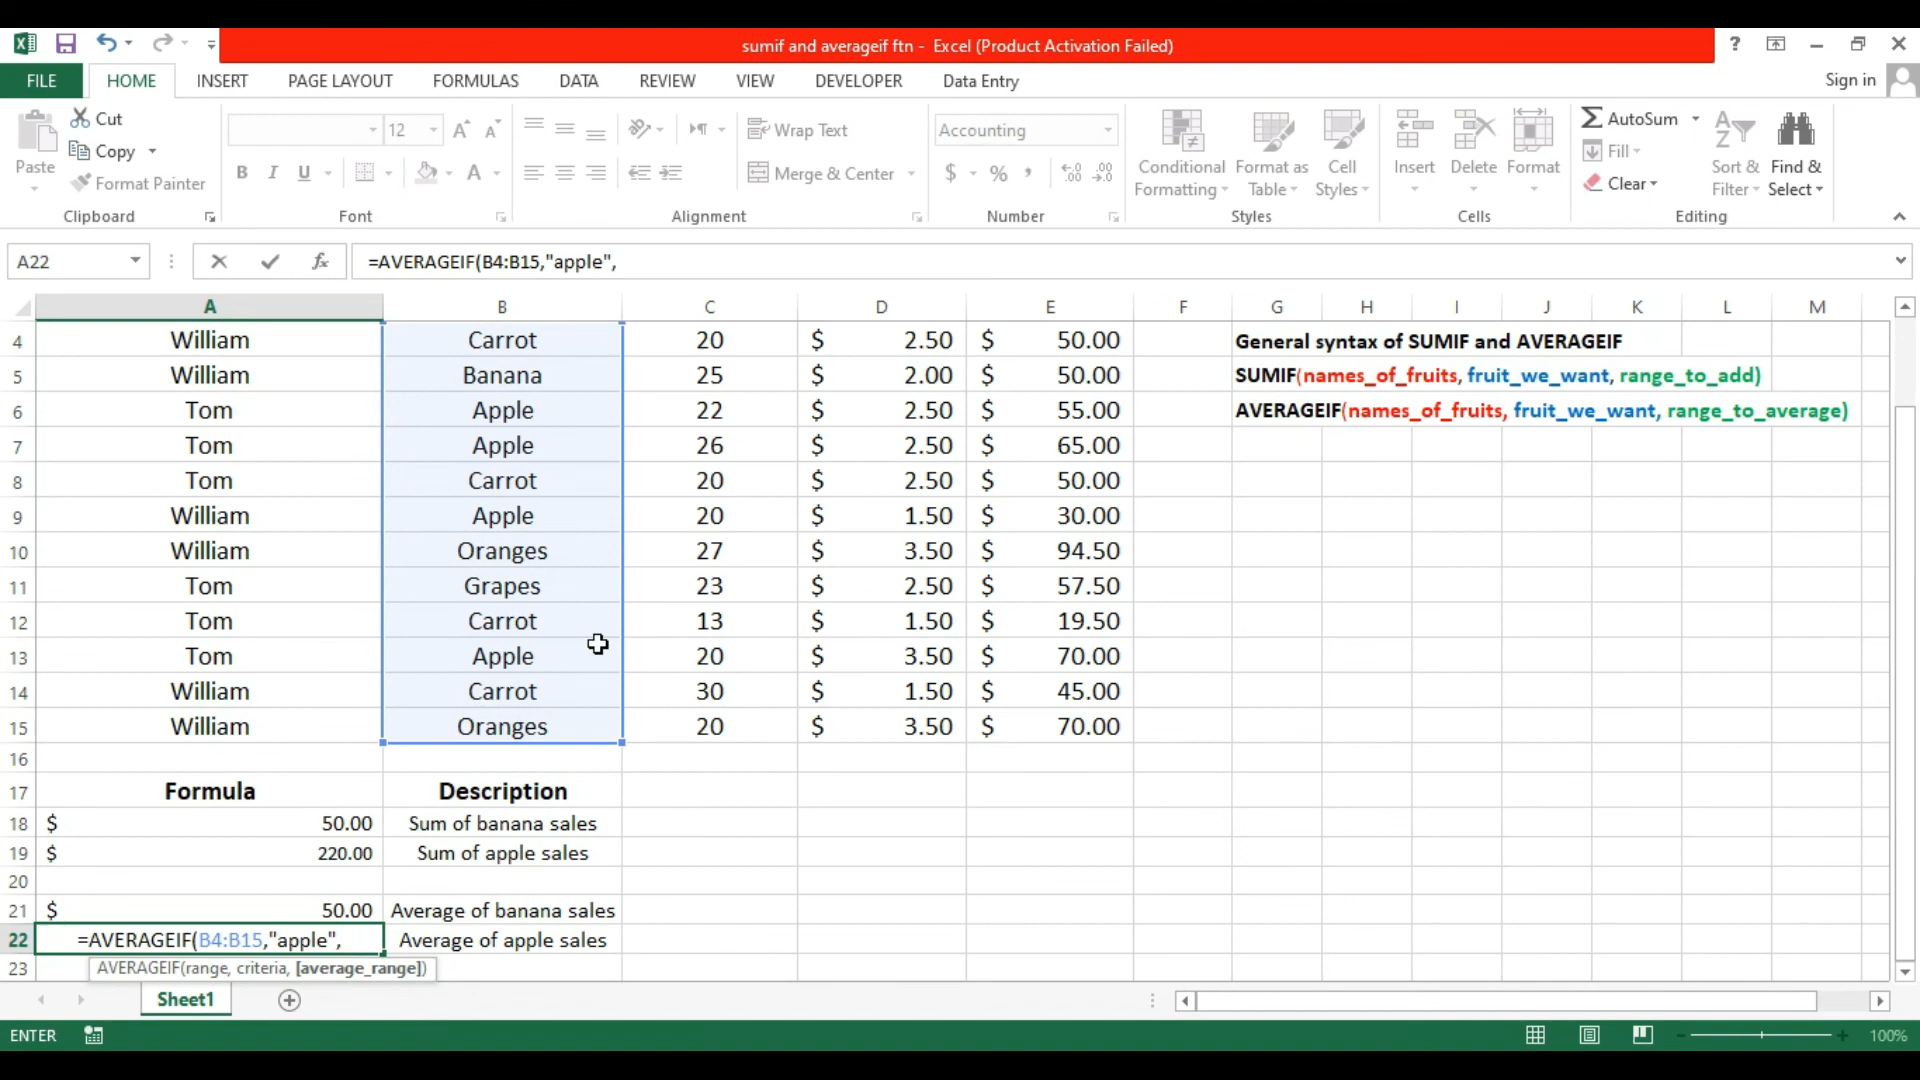 sumif and averageif ftn - Excel (Product Activation Failed)
?
FILE HOME INSERT PAGE LAYOUT FORMULAS DATA REVIEW VIEW DEVELOPER Data Entry Sign in
Paste
Cut
Copy
Format Painter
Clipboard
12
B I U
Font
Wrap Text
Merge & Center
Alignment
Accounting
$ % ,
Number
Conditional Formatting
Format as Table
Cell Styles
Styles
Insert Delete Format
Cells
AutoSum
Fill
Clear
Sort & Filter
Find & Select
Editing
A22 fx =AVERAGEIF(B4:B15,"apple",
A B C D E F G H I J K L M
4 William Carrot 20 $ 2.50 $ 50.00 General syntax of SUMIF and AVERAGEIF
5 William Banana 25 $ 2.00 $ 50.00 SUMIF(names_of_fruits, fruit_we_want, range_to_add)
6 Tom Apple 22 $ 2.50 $ 55.00 AVERAGEIF(names_of_fruits, fruit_we_want, range_to_average)
7 Tom Apple 26 $ 2.50 $ 65.00
8 Tom Carrot 20 $ 2.50 $ 50.00
9 William Apple 20 $ 1.50 $ 30.00
10 William Oranges 27 $ 3.50 $ 94.50
11 Tom Grapes 23 $ 2.50 $ 57.50
12 Tom Carrot 13 $ 1.50 $ 19.50
13 Tom Apple 20 $ 3.50 $ 70.00
14 William Carrot 30 $ 1.50 $ 45.00
15 William Oranges 20 $ 3.50 $ 70.00
16
17 Formula Description
18 $ 50.00 Sum of banana sales
19 $ 220.00 Sum of apple sales
20
21 $ 50.00 Average of banana sales
22 =AVERAGEIF(B4:B15,"apple", Average of apple sales
23 AVERAGEIF(range, criteria, [average_range])
Sheet1
ENTER 100%